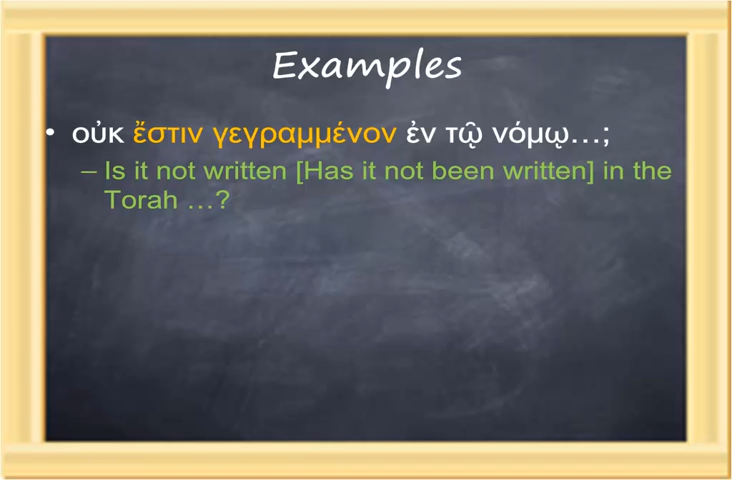 Examples
• οὐκ ἔστιν γεγραμμένον ἐν τῷ νόμῳ…;
– Is it not written [Has it not been written] in the
Torah …?